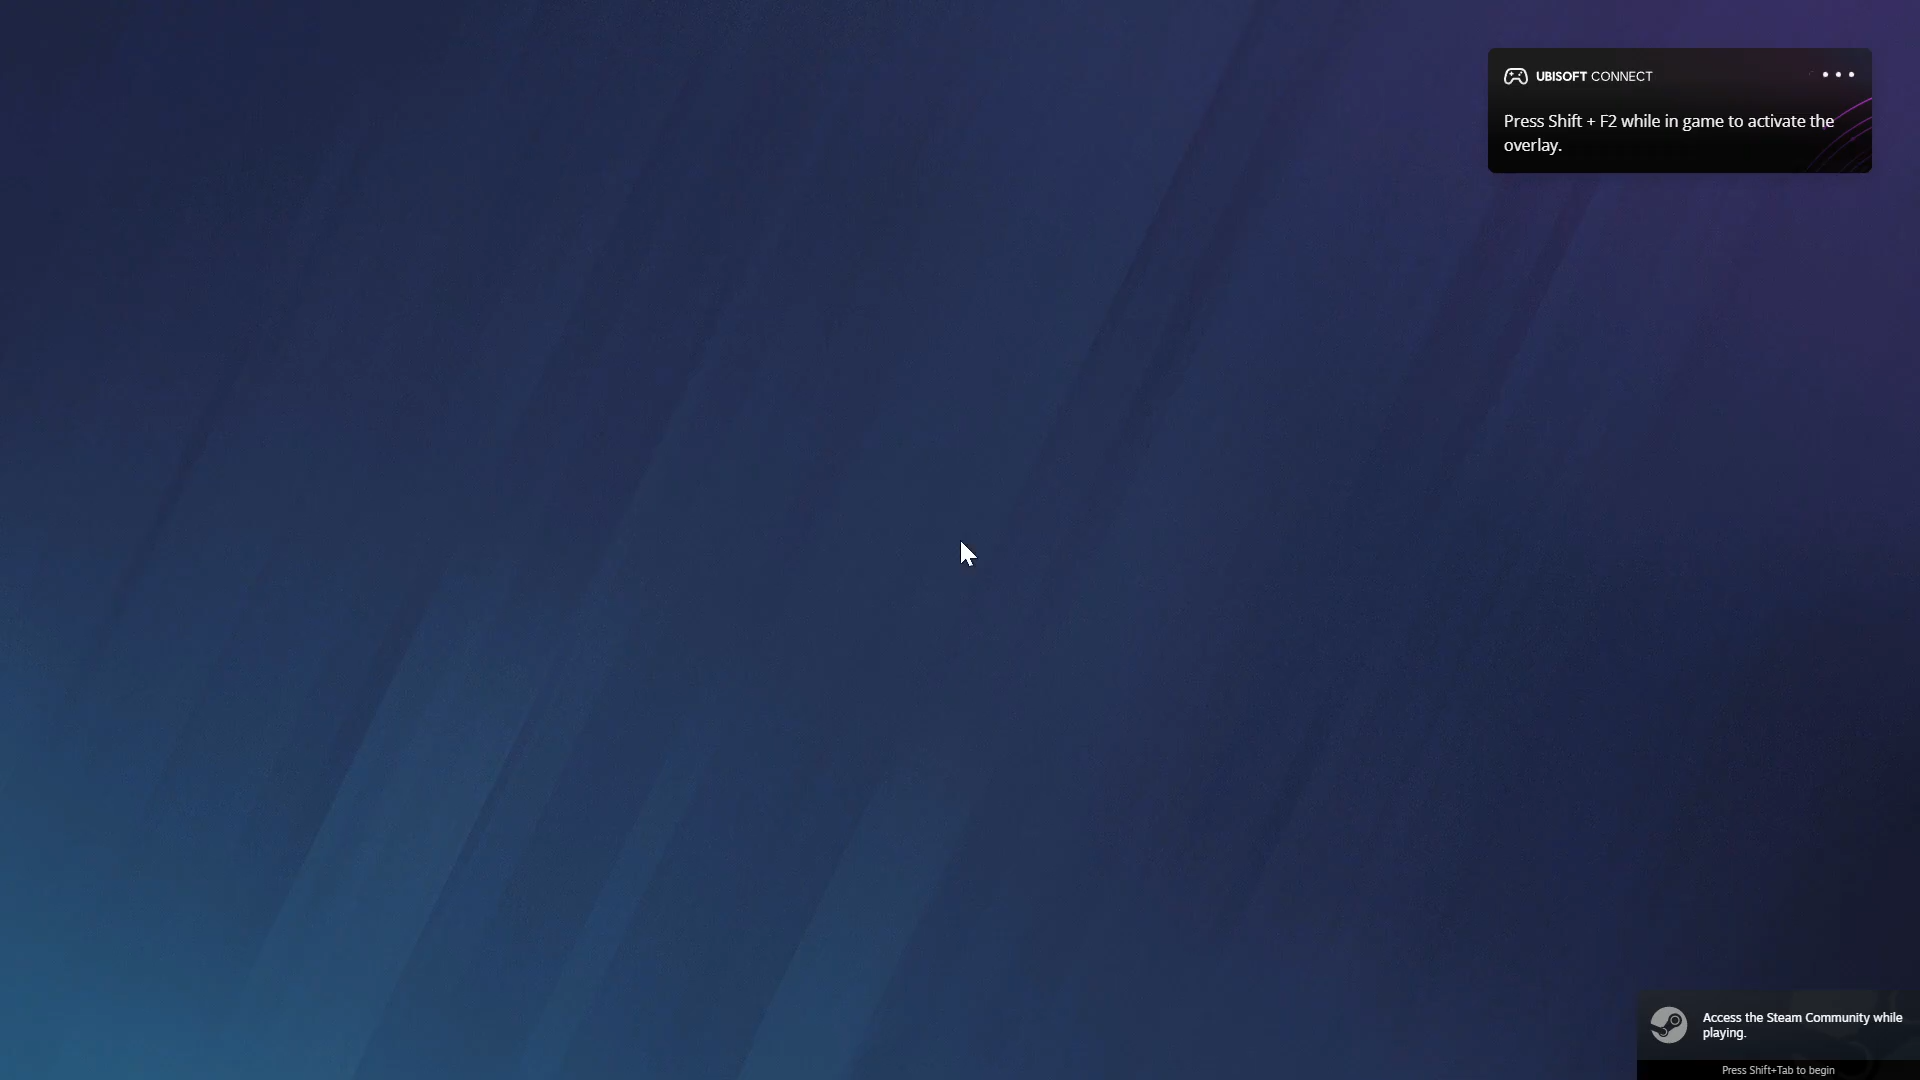 UBISOFT CONNECT
Press Shift + F2 while in game to activate the
overlay.
Access the Steam Community while
playing.
Press Shift+Tab to begin